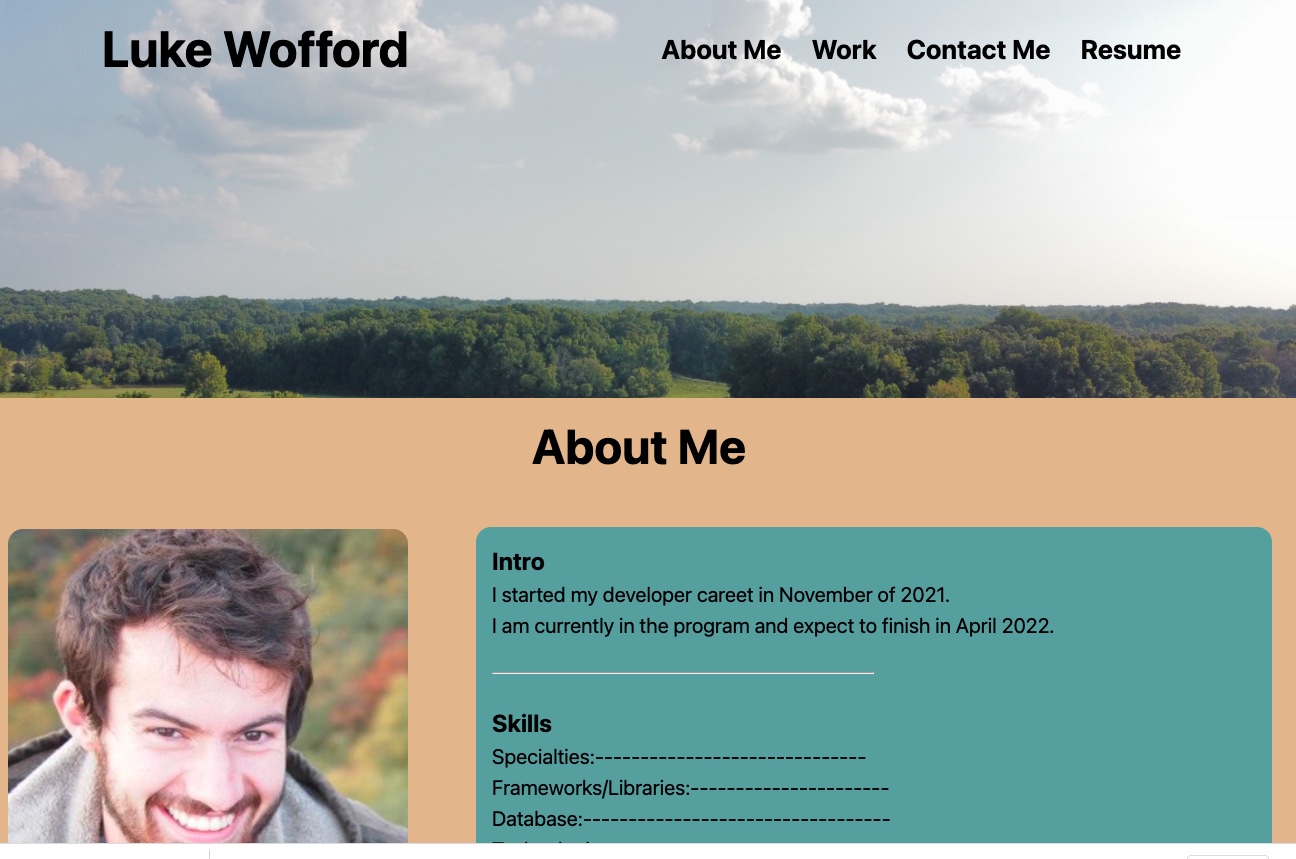 Luke Wofford
About Me Work Contact Me Resume
About Me
Intro
I started my developer careet in November of 2021.
I am currently in the program and expect to finish in April 2022.
Skills
Specialties:------------------------------
Frameworks/Libraries:----------------------
Database:----------------------------------